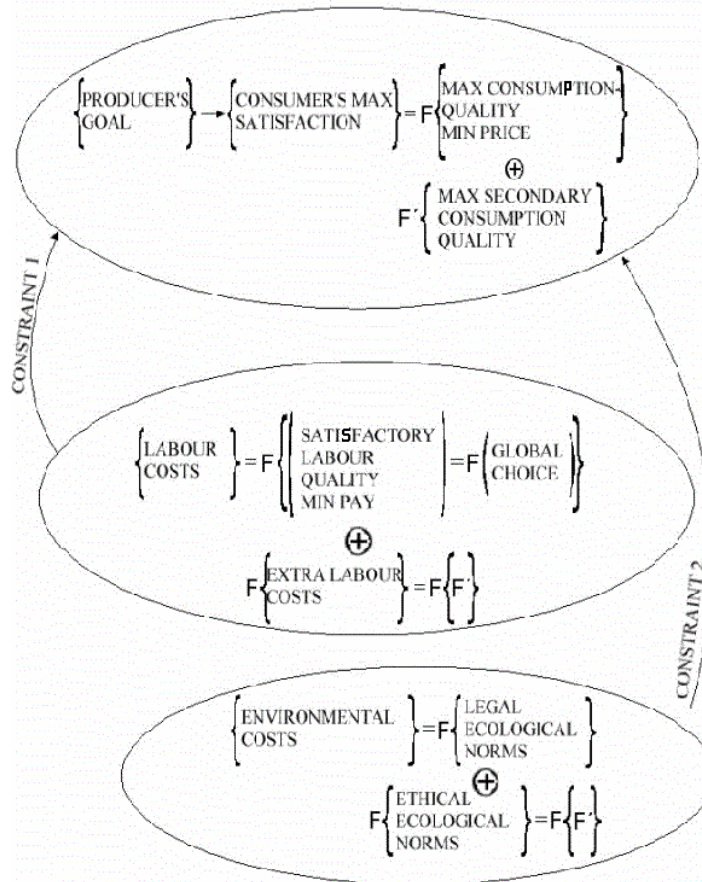 {PRODUCER'S GOAL} → {CONSUMER'S MAX SATISFACTION} = F{MAX CONSUMPTION QUALITY MIN PRICE}
⊕
F'{MAX SECONDARY CONSUMPTION QUALITY}
CONSTRAINT 1
{LABOUR COSTS} = F{(SATISFACTORY LABOUR QUALITY MIN PAY) = F(GLOBAL CHOICE)}
⊕
F{EXTRA LABOUR COSTS} = F{F'}
CONSTRAINT 2
{ENVIRONMENTAL COSTS} = F{LEGAL ECOLOGICAL NORMS}
⊕
F{ETHICAL ECOLOGICAL NORMS} = F{F'}